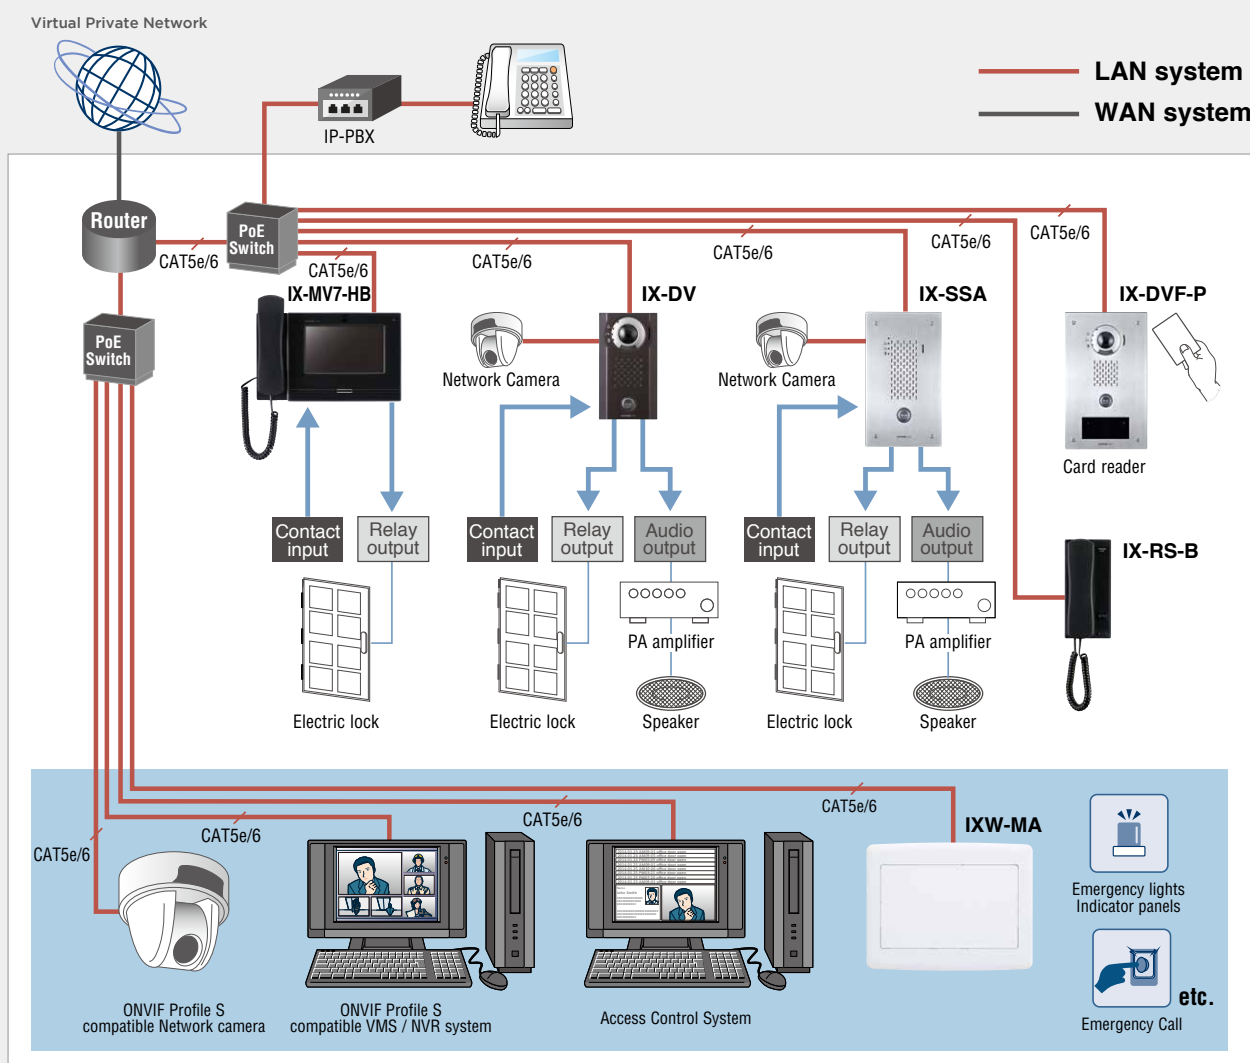 Virtual Private Network
LAN system
WAN system
IP-PBX
Router
PoE
Switch
CAT5e/6
CAT5e/6
CAT5e/6
CAT5e/6
CAT5e/6
CAT5e/6
IX-MV7-HB
IX-DV
IX-SSA
IX-DVF-P
PoE
Switch
Network Camera
Network Camera
Card reader
Contact
input
Relay
output
Contact
input
Relay
output
Audio
output
Contact
input
Relay
output
Audio
output
IX-RS-B
PA amplifier
PA amplifier
Electric lock
Electric lock
Speaker
Electric lock
Speaker
CAT5e/6
CAT5e/6
CAT5e/6
CAT5e/6
IXW-MA
Emergency lights
Indicator panels
etc.
Emergency Call
ONVIF Profile S
compatible Network camera
ONVIF Profile S
compatible VMS / NVR system
Access Control System